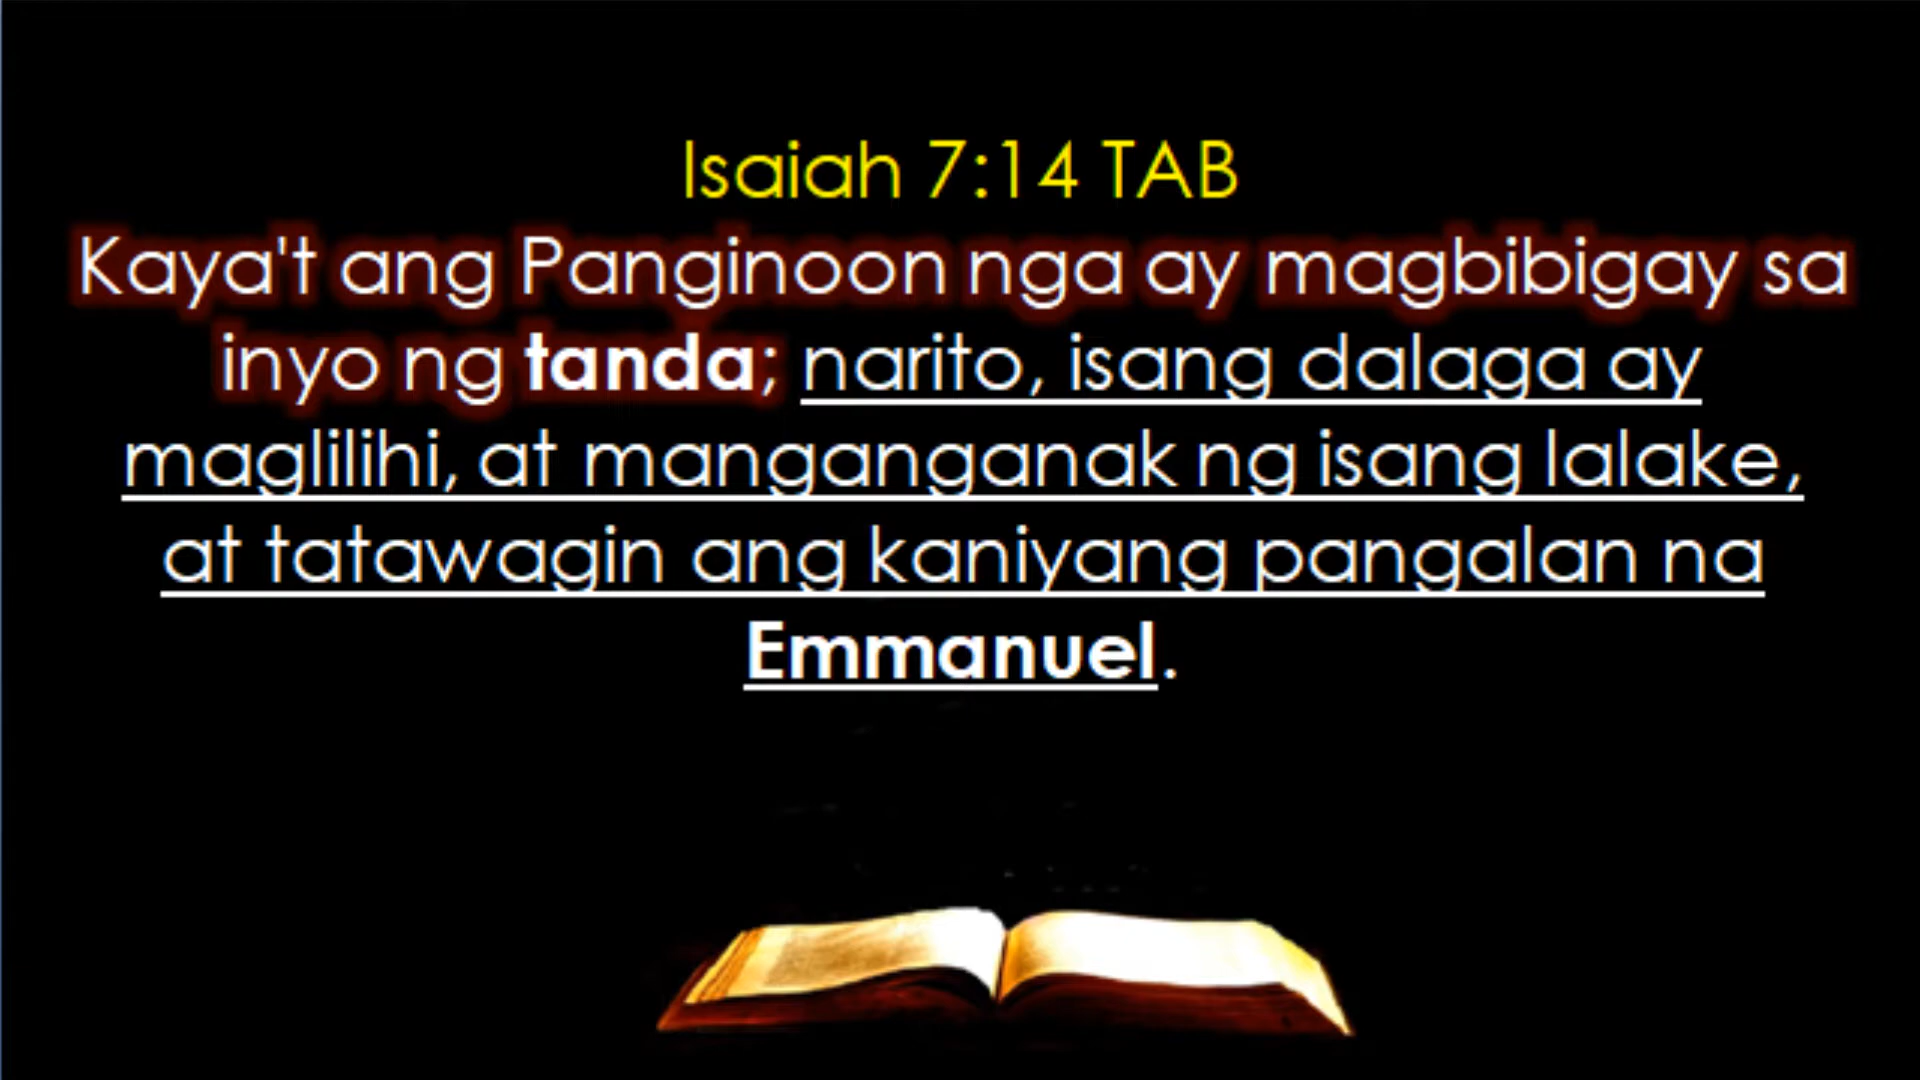 Isaiah 7:14 TAB
Kaya't ang Panginoon nga ay magbibigay sa
inyo ng tanda; narito, isang dalaga ay
maglilihi, at manganganak ng isang lalake,
at tatawagin ang kaniyang pangalan na
Emmanuel.